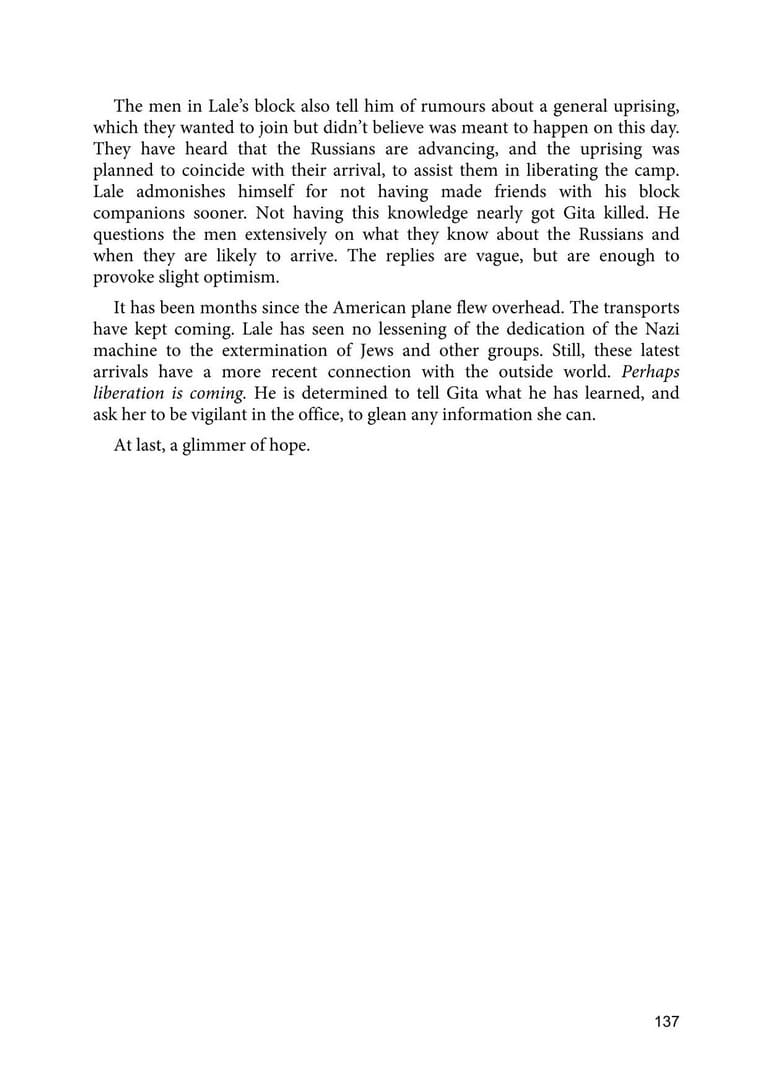 The men in Lale’s block also tell him of rumours about a general uprising,
which they wanted to join but didn’t believe was meant to happen on this day.
They have heard that the Russians are advancing, and the uprising was
planned to coincide with their arrival, to assist them in liberating the camp.
Lale admonishes himself for not having made friends with his block
companions sooner. Not having this knowledge nearly got Gita killed. He
questions the men extensively on what they know about the Russians and
when they are likely to arrive. The replies are vague, but are enough to
provoke slight optimism.
It has been months since the American plane flew overhead. The transports
have kept coming. Lale has seen no lessening of the dedication of the Nazi
machine to the extermination of Jews and other groups. Still, these latest
arrivals have a more recent connection with the outside world. Perhaps
liberation is coming. He is determined to tell Gita what he has learned, and
ask her to be vigilant in the office, to glean any information she can.
At last, a glimmer of hope.
137